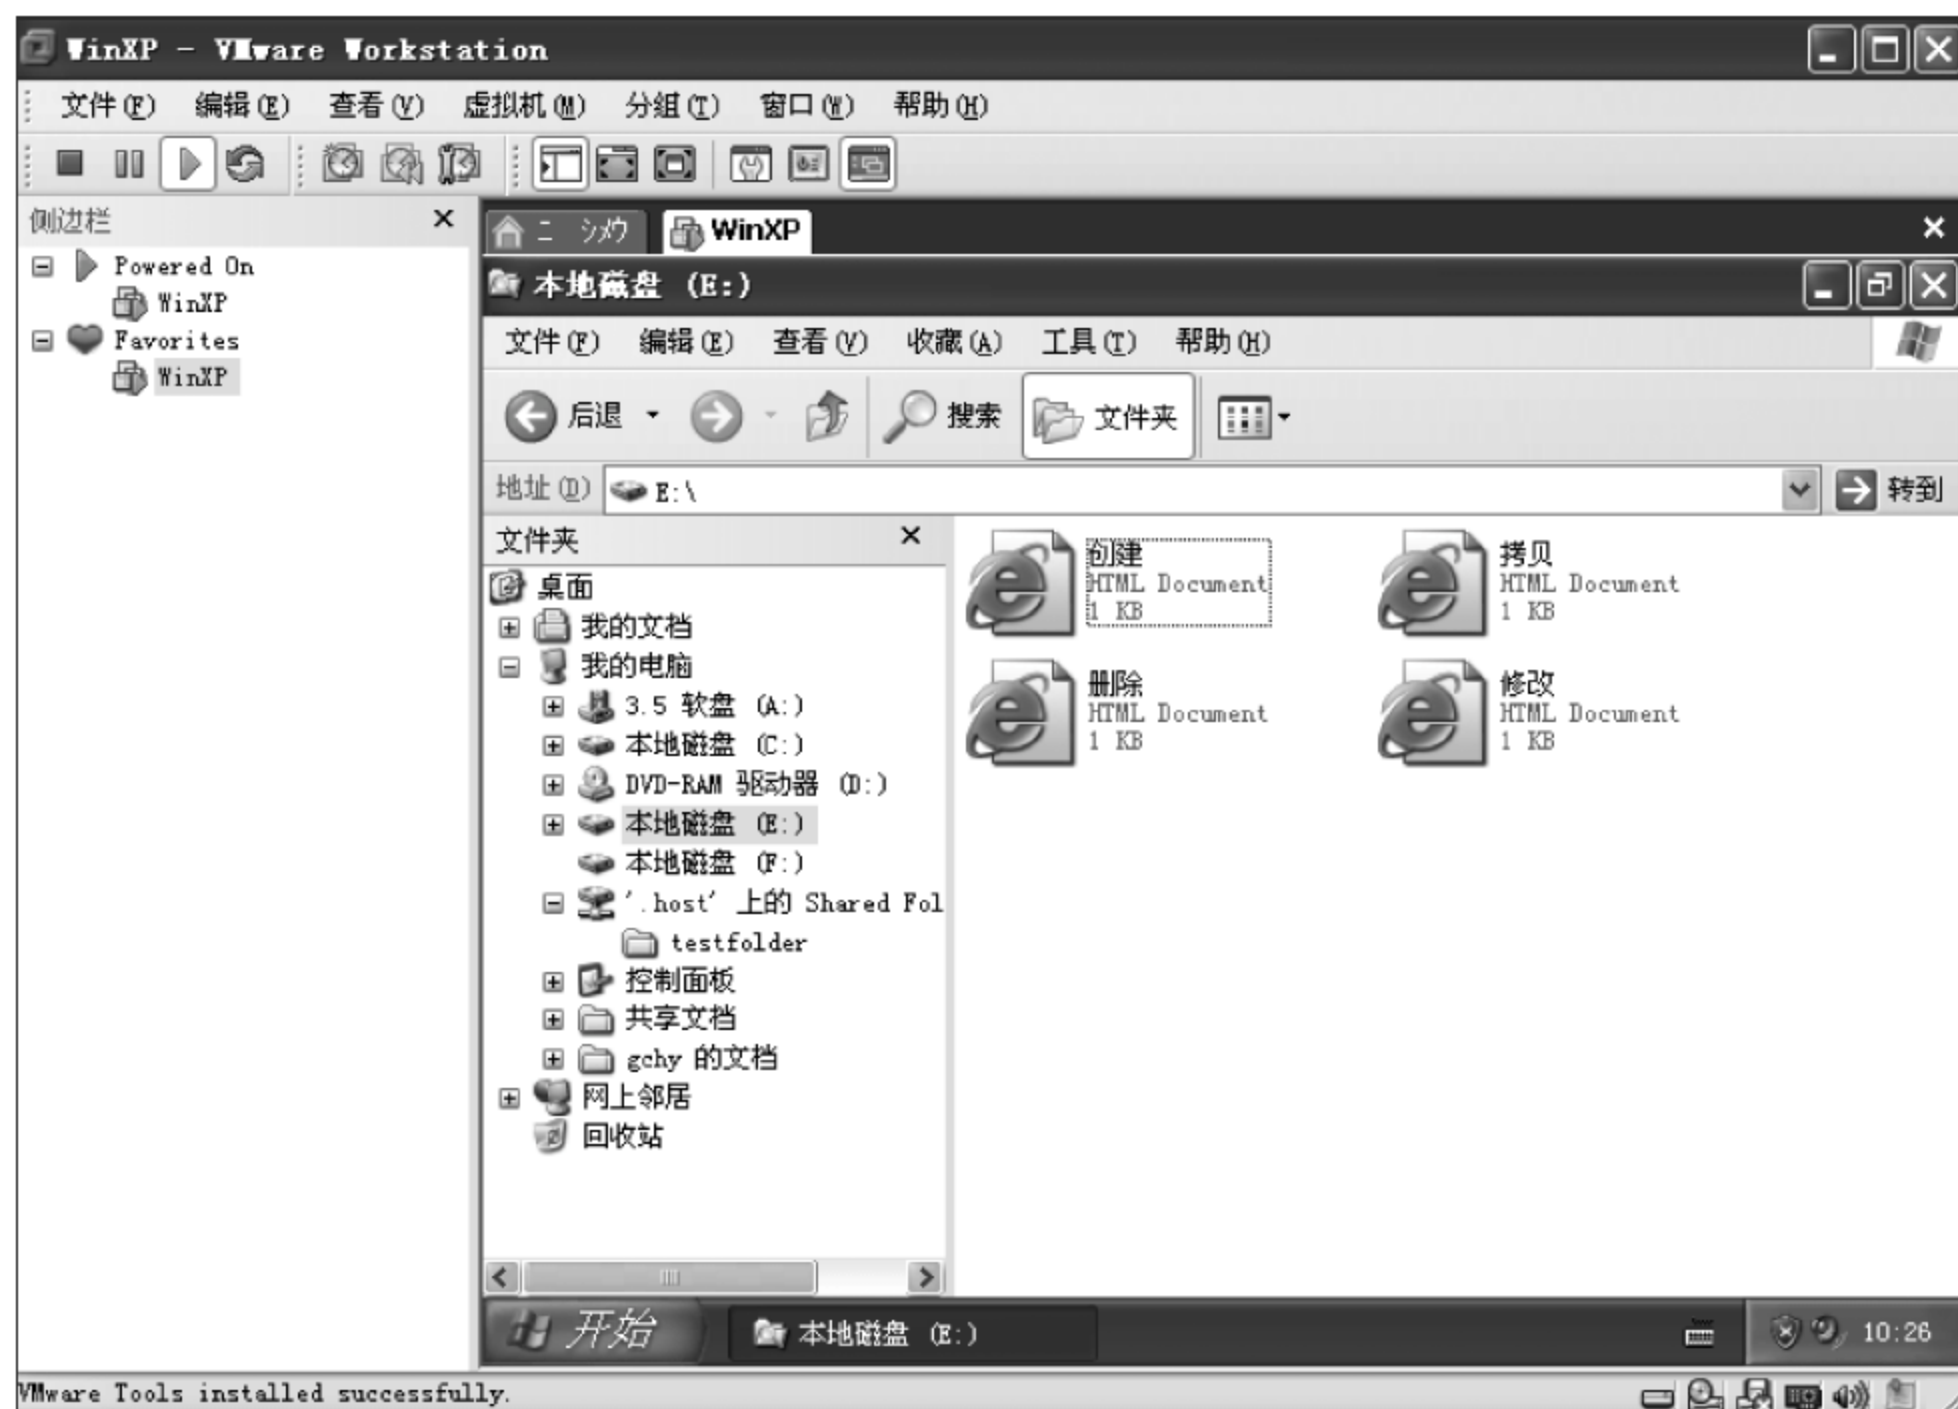 WinXP - VMware Workstation
文件(F) 编辑(E) 查看(V) 虚拟机(M) 分组(T) 窗口(W) 帮助(H)
侧边栏
Powered On
WinXP
Favorites
WinXP
ニ シメウ
WinXP
本地磁盘 (E:)
文件(F) 编辑(E) 查看(V) 收藏(A) 工具(T) 帮助(H)
后退 搜索 文件夹
地址(D) E:\ 转到
文件夹
桌面
我的文档
我的电脑
3.5 软盘 (A:)
本地磁盘 (C:)
DVD-RAM 驱动器 (D:)
本地磁盘 (E:)
本地磁盘 (F:)
'.host' 上的 Shared Fol
testfolder
控制面板
共享文档
gchy 的文档
网上邻居
回收站
创建
HTML Document
1 KB
拷贝
HTML Document
1 KB
删除
HTML Document
1 KB
修改
HTML Document
1 KB
开始 本地磁盘 (E:) 10:26
VMware Tools installed successfully.